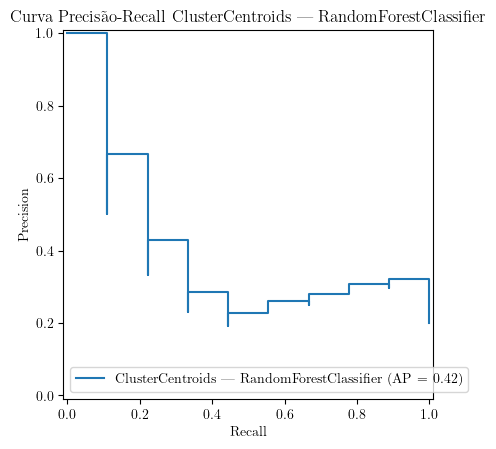 Curva Precisão-Recall ClusterCentroids — RandomForestClassifier
1.0
0.8
0.6
0.4
0.2
0.0
Precision
ClusterCentroids — RandomForestClassifier (AP = 0.42)
0.0 0.2 0.4 0.6 0.8 1.0
Recall